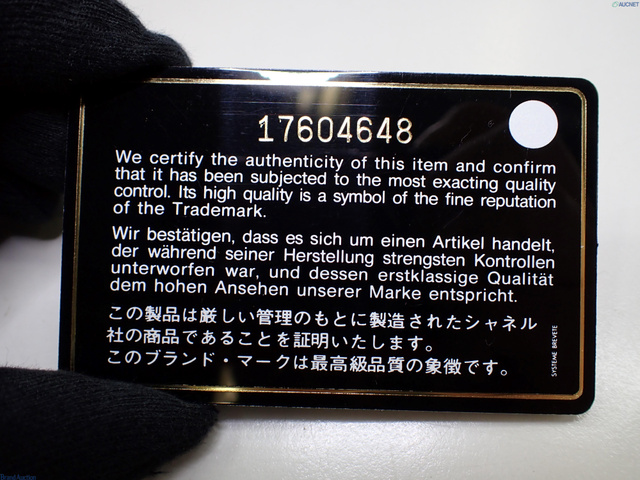 AUCNET
17604648
We certify the authenticity of this item and confirm
that it has been subjected to the most exacting quality
control. Its high quality is a symbol of the fine reputation
of the Trademark.
Wir bestätigen, dass es sich um einen Artikel handelt,
der während seiner Herstellung strengsten Kontrollen
unterworfen war, und dessen erstklassige Qualität
dem hohen Ansehen unserer Marke entspricht.
この製品は厳しい管理のもとに製造されたシャネル
社の商品であることを証明いたします。
このブランド・マークは最高級品質の象徴です。
SYSTEME BREVETE
Brand Auction